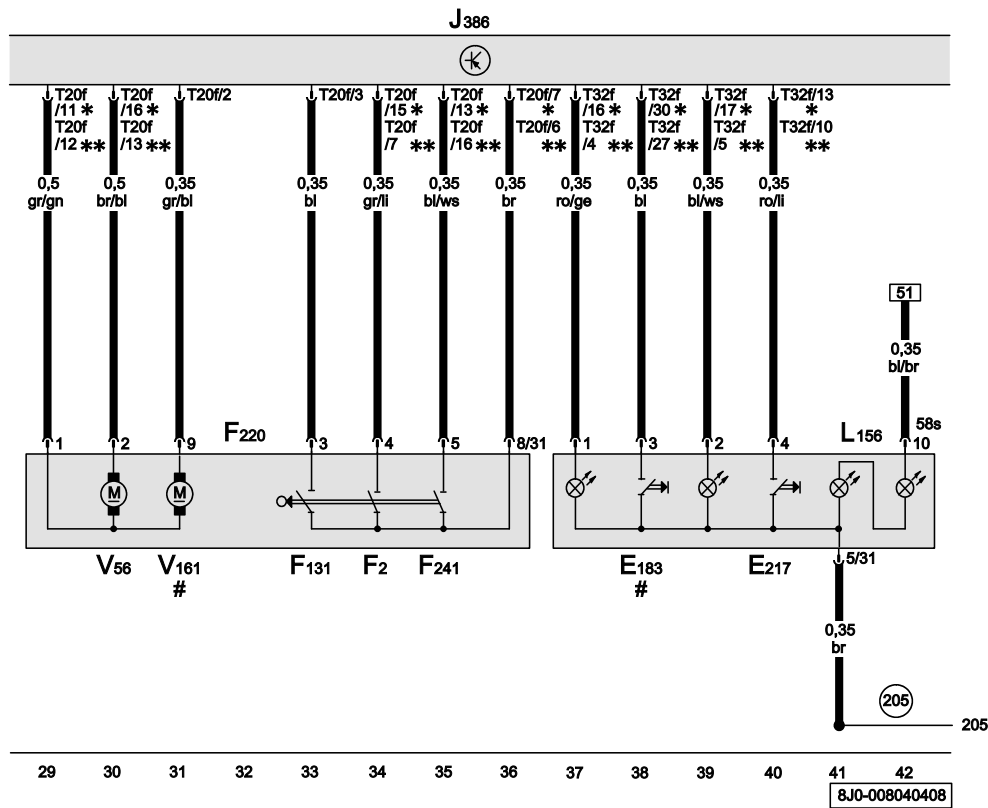 J386
T20f T20f T20f/2 T20f/3 T20f T20f T20f/7 T32f T32f T32f T32f/13
/11 * /16 * /15 * /13 * * /16 * /30 * /17 * *
T20f T20f T20f T20f T20f/6 T32f T32f T32f T32f/10
/12 ** /13 ** /7 ** /16 ** ** /4 ** /27 ** /5 ** **
0,5 0,5 0,35 0,35 0,35 0,35 0,35 0,35 0,35 0,35 0,35
gr/gn br/bl gr/bl bl gr/li bl/ws br ro/ge bl bl/ws ro/li
51
0,35
bl/br
58s
1 2 9 F220 3 4 5 8/31 1 3 2 4 L156 10
M M
V56 V161 F131 F2 F241 E183 E217 5/31
# #
0,35
br
205
205
29 30 31 32 33 34 35 36 37 38 39 40 41 42
8J0-008040408